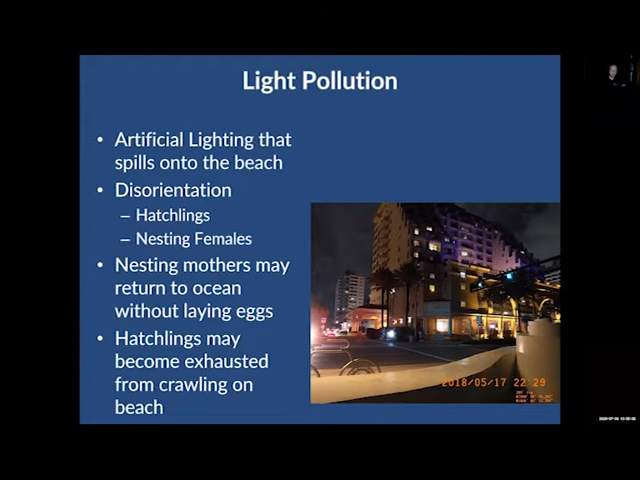 Light Pollution
• Artificial Lighting that
spills onto the beach
• Disorientation
– Hatchlings
– Nesting Females
• Nesting mothers may
return to ocean
without laying eggs
• Hatchlings may
become exhausted
from crawling on
beach
2018/05/17 22:29